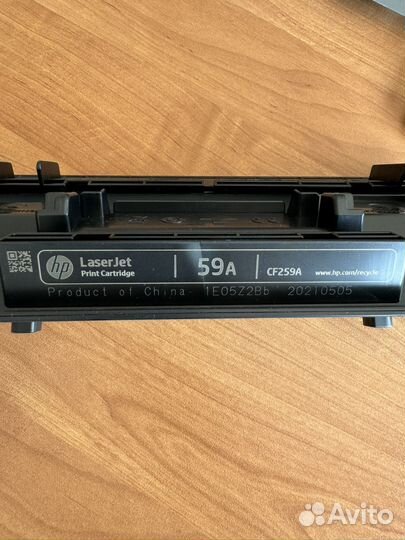 hp LaserJet 59A CF259A www.hp.com/recycle
Print Cartridge
Product of China 1E05Z2Bb 20210505
Avito